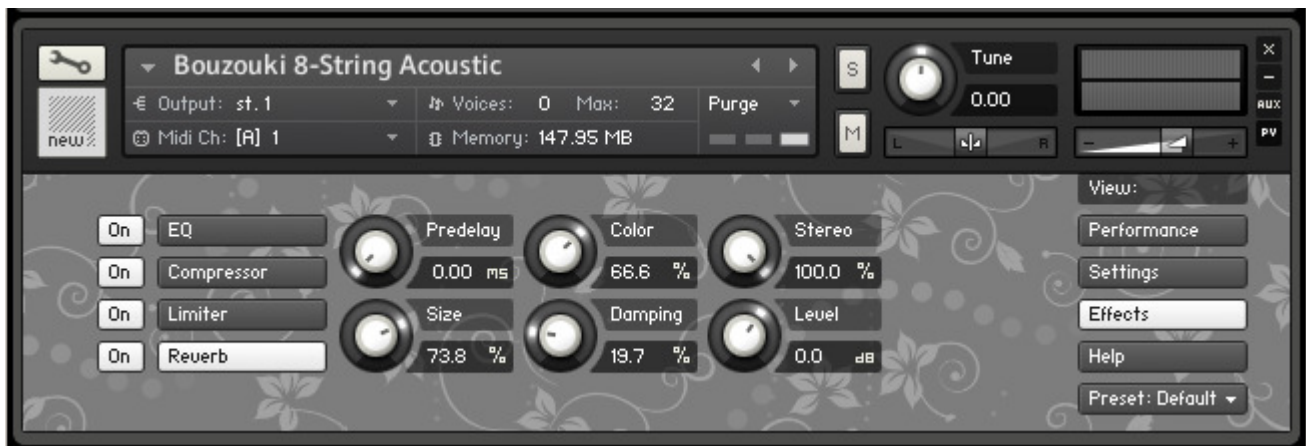 Bouzouki 8-String Acoustic
S
Tune
×
–
Output: st. 1
Voices: 0 Max: 32
Purge
0.00
AUX
new
Midi Ch: [A] 1
Memory: 147.95 MB
M
L
R
–
+
PV
View:
On EQ
Predelay
Color
Stereo
Performance
On Compressor
0.00 ms
66.6 %
100.0 %
Settings
On Limiter
Size
Damping
Level
Effects
On Reverb
73.8 %
19.7 %
0.0 dB
Help
Preset: Default